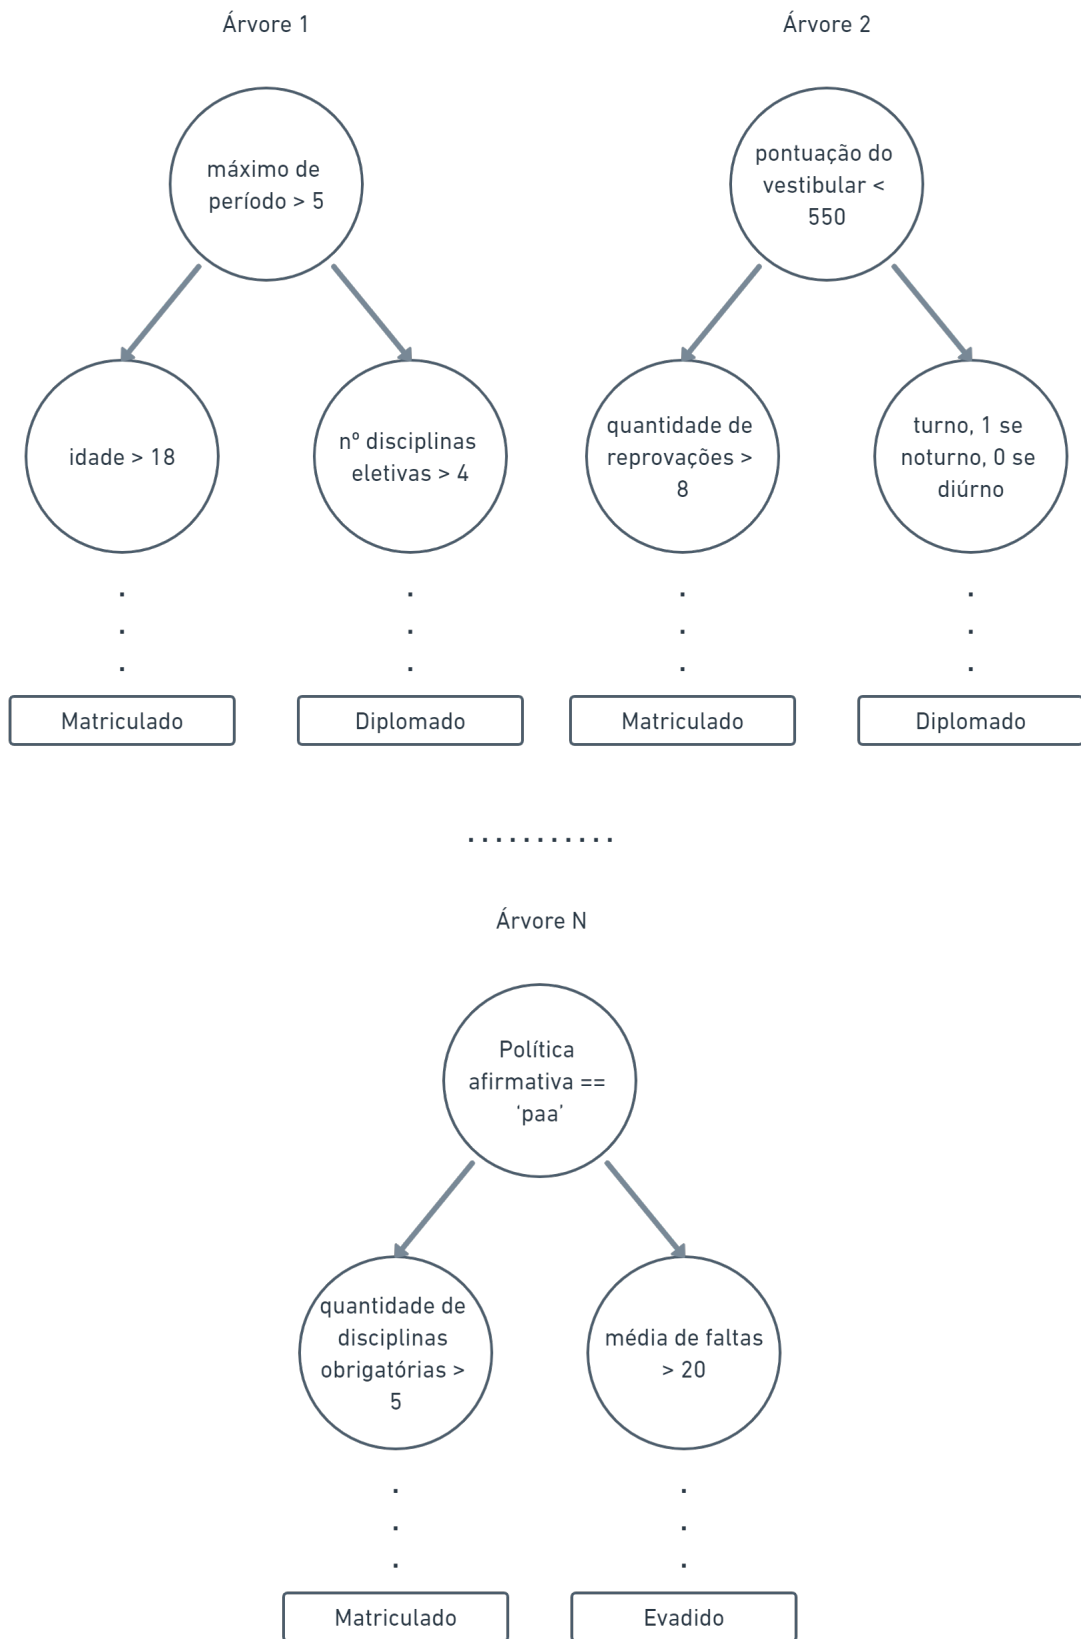 Árvore 1
Árvore 2
máximo de
período > 5
pontuação do
vestibular <
550
idade > 18
nº disciplinas
eletivas > 4
quantidade de
reprovações >
8
turno, 1 se
noturno, 0 se
diúrno
Matriculado
Diplomado
Matriculado
Diplomado
Árvore N
Política
afirmativa ==
‘paa’
quantidade de
disciplinas
obrigatórias >
5
média de faltas
> 20
Matriculado
Evadido